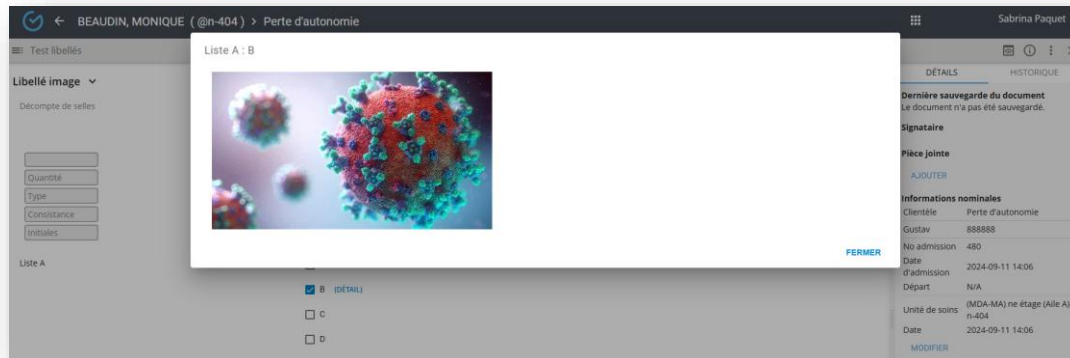 BEAUDIN, MONIQUE ( @n-404 ) > Perte d'autonomie
Sabrina Paquet
Test libellés
Liste A : B
FERMER
Libellé image
Décompte de selles
Quantité
Type
Consistance
Initiales
Liste A
B (DÉTAIL)
C
D
DÉTAILS HISTORIQUE
Dernière sauvegarde du document
Le document n'a pas été sauvegardé.
Signataire
Pièce jointe
AJOUTER
Informations nominales
Clientèle Perte d'autonomie
Gustav 888888
No admission 480
Date
d'admission 2024-09-11 14:06
Départ N/A
Unité de soins (MDA-MA) ne étage (Aile A)
n-404
Date 2024-09-11 14:06
MODIFIER